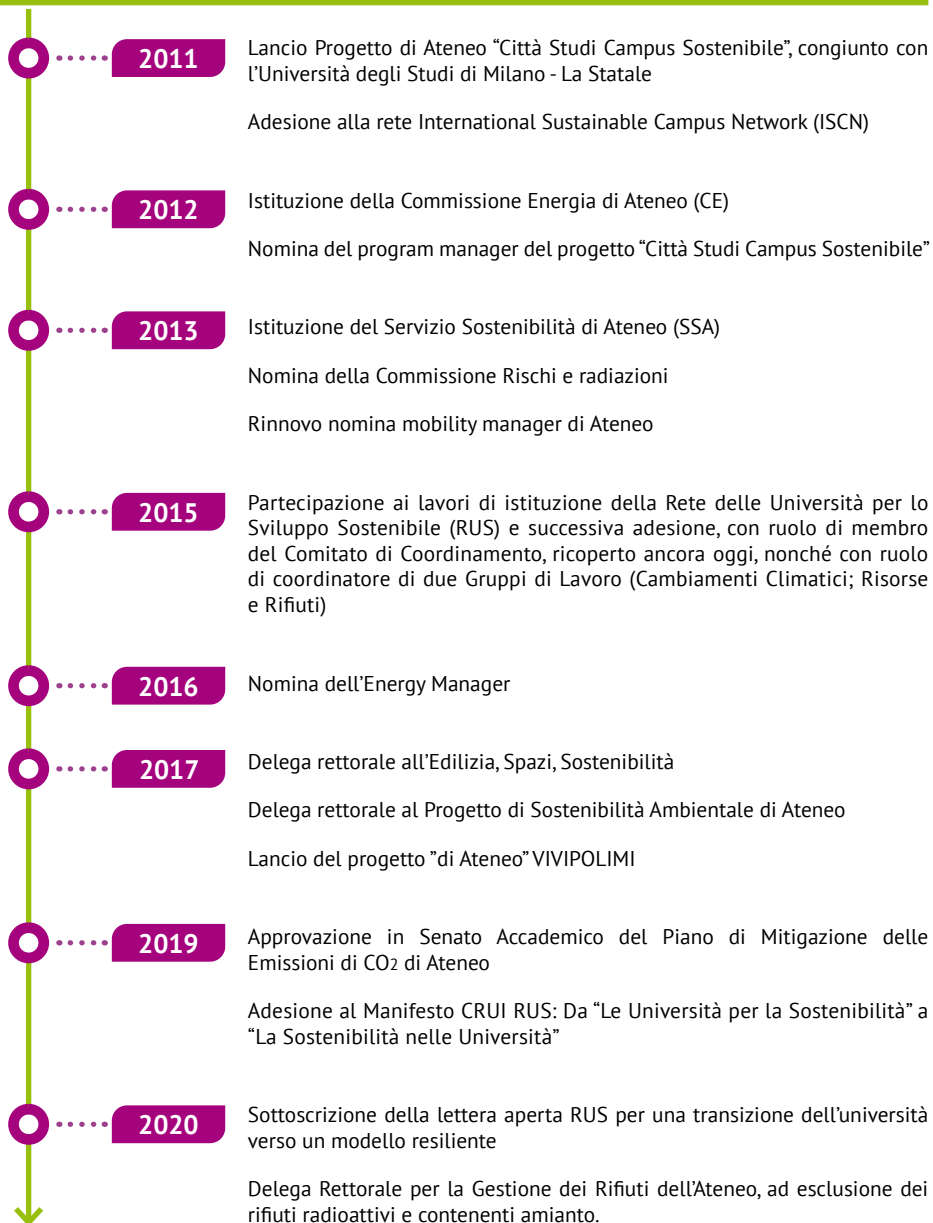 2011
Lancio Progetto di Ateneo “Città Studi Campus Sostenibile”, congiunto con
l’Università degli Studi di Milano - La Statale
Adesione alla rete International Sustainable Campus Network (ISCN)
2012
Istituzione della Commissione Energia di Ateneo (CE)
Nomina del program manager del progetto “Città Studi Campus Sostenibile”
2013
Istituzione del Servizio Sostenibilità di Ateneo (SSA)
Nomina della Commissione Rischi e radiazioni
Rinnovo nomina mobility manager di Ateneo
2015
Partecipazione ai lavori di istituzione della Rete delle Università per lo
Sviluppo Sostenibile (RUS) e successiva adesione, con ruolo di membro
del Comitato di Coordinamento, ricoperto ancora oggi, nonché con ruolo
di coordinatore di due Gruppi di Lavoro (Cambiamenti Climatici; Risorse
e Rifiuti)
2016
Nomina dell’Energy Manager
2017
Delega rettorale all’Edilizia, Spazi, Sostenibilità
Delega rettorale al Progetto di Sostenibilità Ambientale di Ateneo
Lancio del progetto ”di Ateneo” VIVIPOLIMI
2019
Approvazione in Senato Accademico del Piano di Mitigazione delle
Emissioni di CO2 di Ateneo
Adesione al Manifesto CRUI RUS: Da “Le Università per la Sostenibilità” a
“La Sostenibilità nelle Università”
2020
Sottoscrizione della lettera aperta RUS per una transizione dell’università
verso un modello resiliente
Delega Rettorale per la Gestione dei Rifiuti dell’Ateneo, ad esclusione dei
rifiuti radioattivi e contenenti amianto.